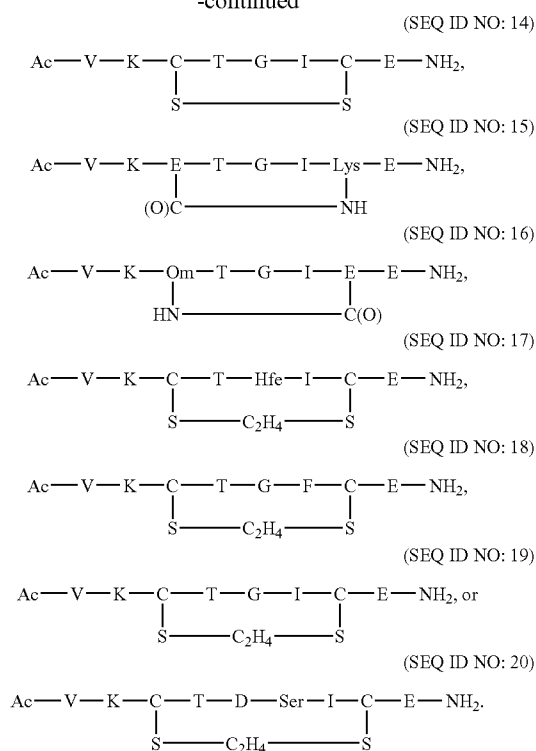 -continued
(SEQ ID NO: 14)
Ac—V—K—C—T—G—I—C—E—NH2,
S S
(SEQ ID NO: 15)
Ac—V—K—E—T—G—I—Lys—E—NH2,
(O)C NH
(SEQ ID NO: 16)
Ac—V—K—Om—T—G—I—E—E—NH2,
HN C(O)
(SEQ ID NO: 17)
Ac—V—K—C—T—Hfe—I—C—E—NH2,
S—C2H4—S
(SEQ ID NO: 18)
Ac—V—K—C—T—G—F—C—E—NH2,
S—C2H4—S
(SEQ ID NO: 19)
Ac—V—K—C—T—G—I—C—E—NH2, or
S—C2H4—S
(SEQ ID NO: 20)
Ac—V—K—C—T—D—Ser—I—C—E—NH2.
S—C2H4—S